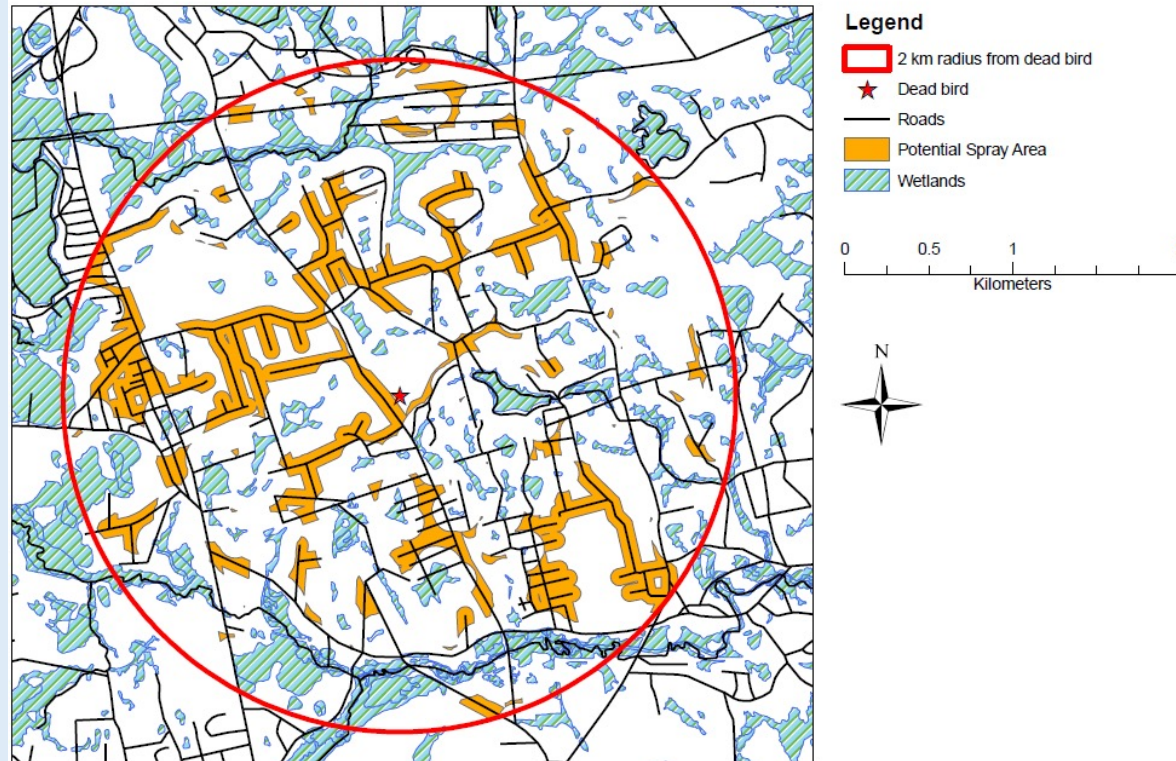 Legend
2 km radius from dead bird
Dead bird
Roads
Potential Spray Area
Wetlands
0 0.5 1
Kilometers
N